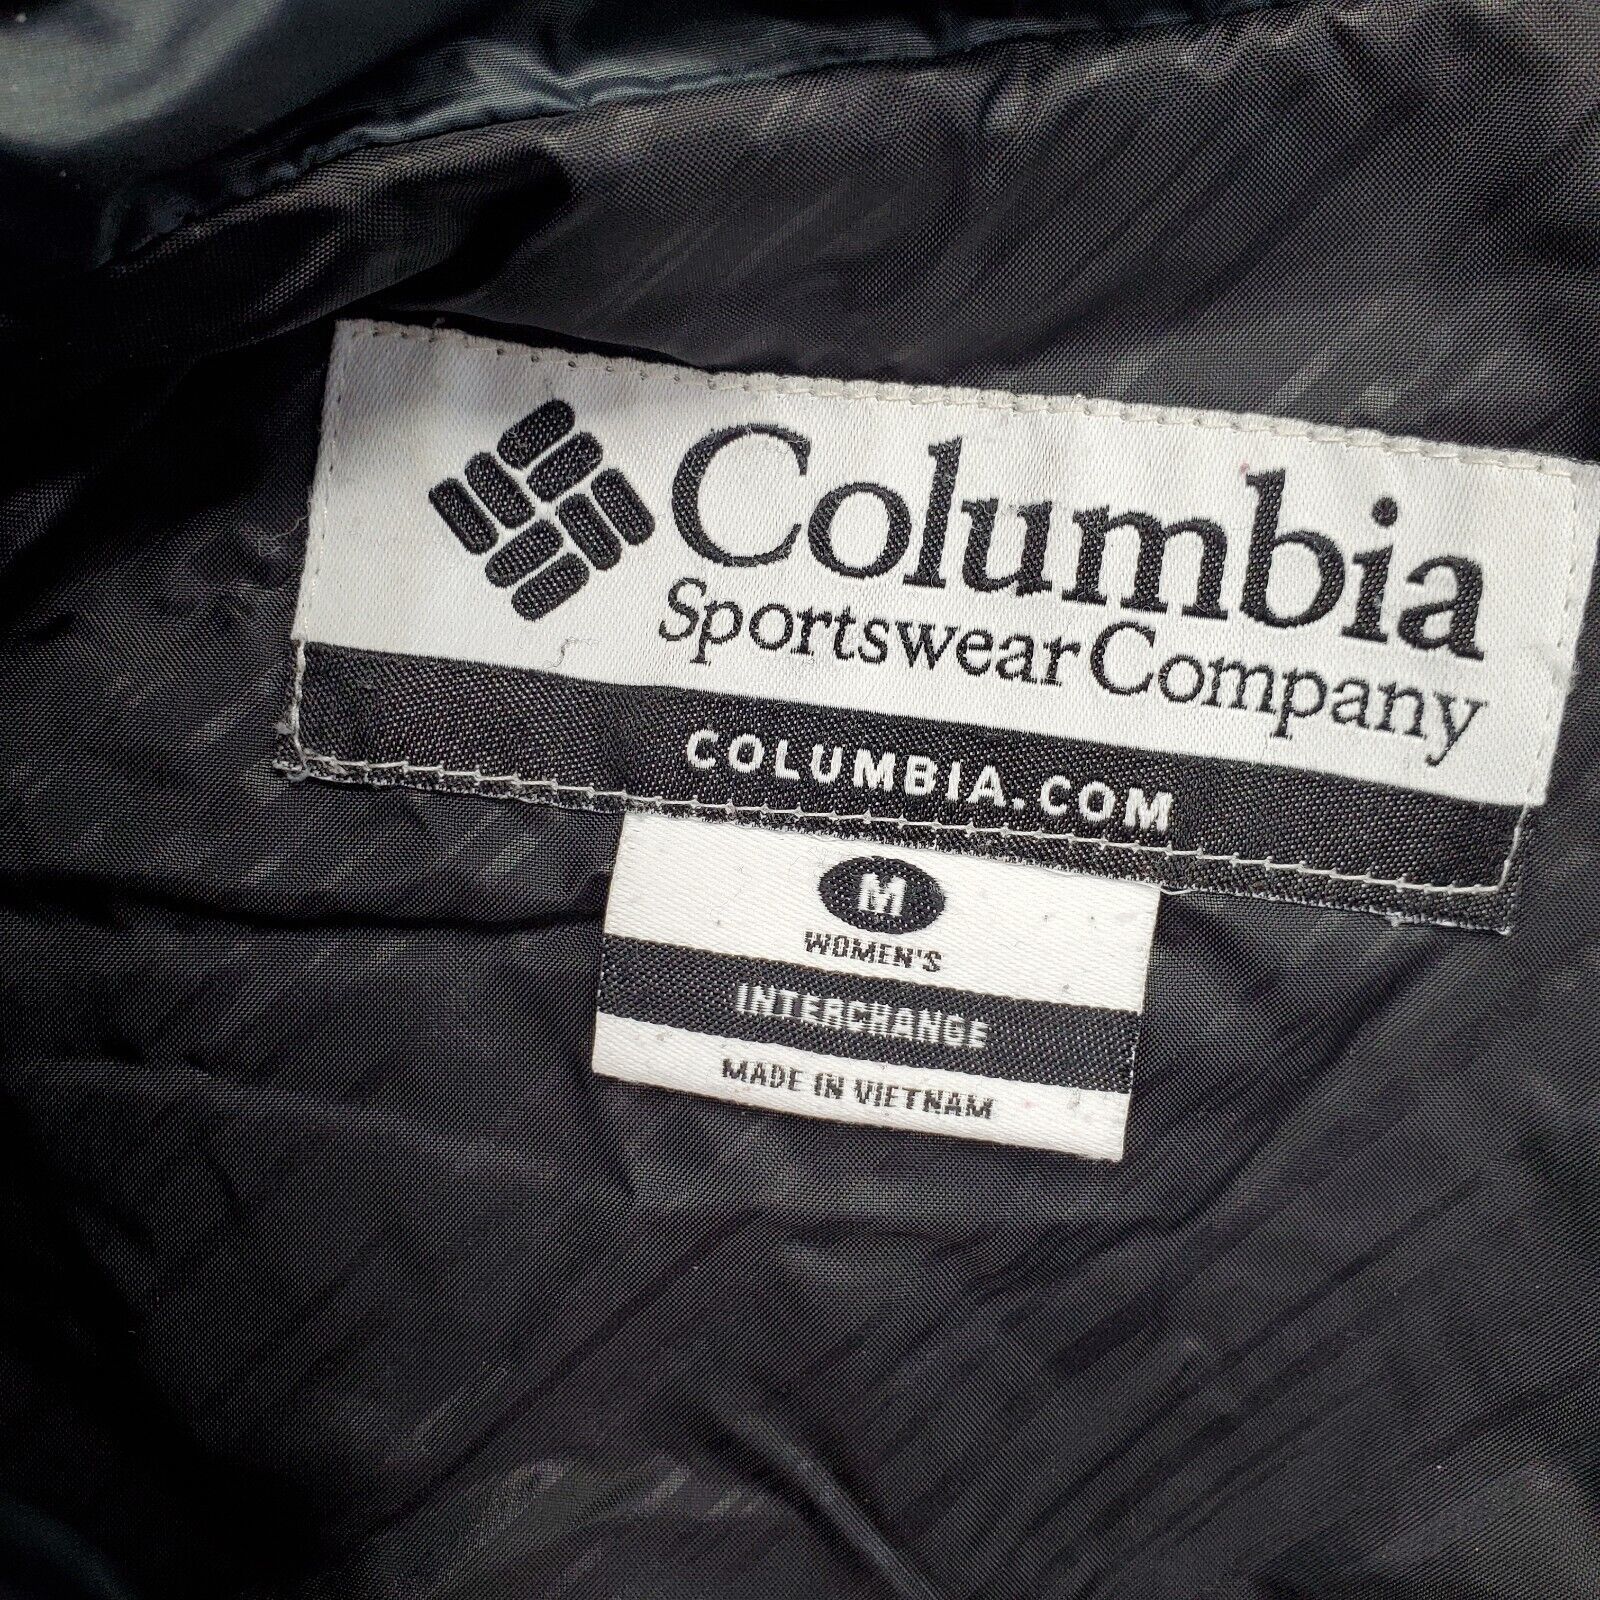 Columbia
Sportswear Company
COLUMBIA.COM
M
WOMEN'S
INTERCHANGE
MADE IN VIETNAM